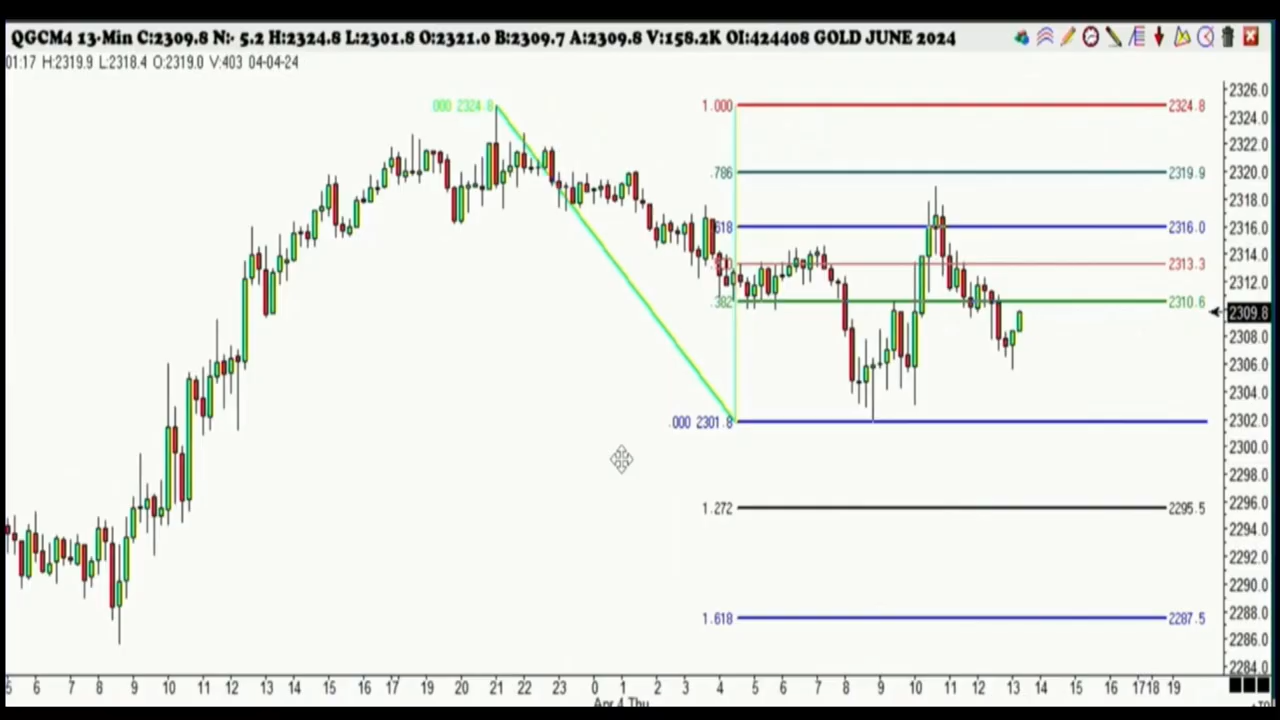 QGCM4 13-Min C:2309.8 N:- 5.2 H:2324.8 L:2301.8 O:2321.0 B:2309.7 A:2309.8 V:158.2K OI:424408 GOLD JUNE 2024
01:17 H:2319.9 L:2318.4 O:2319.0 V:403 04-04-24
2326.0
000 2324.8 1.000 2324.8
2324.0
2322.0
.786 2319.9 2320.0
2318.0
618 2316.0 2316.0
2314.0
2313.3
2312.0
.382 2310.6
2309.8
2308.0
2306.0
2304.0
.000 2301.8 2302.0
2300.0
2298.0
2296.0
1.272 2295.5
2294.0
2292.0
2290.0
2288.0
1.618 2287.5
2286.0
2284.0
5 6 7 8 9 10 11 12 13 14 15 16 17 19 20 21 22 23 0 1 2 3 4 5 6 7 8 9 10 11 12 13 14 15 16 17 18 19
Apr 4 Thu